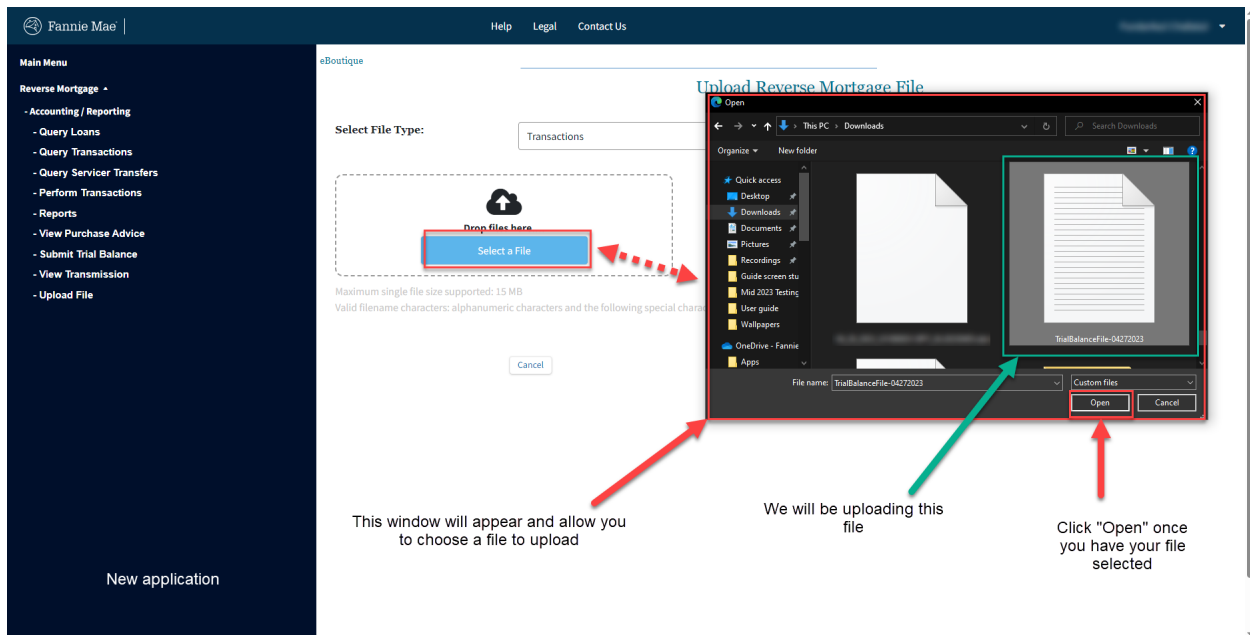 Fannie Mae
Help Legal Contact Us
Main Menu
Reverse Mortgage
- Accounting / Reporting
- Query Loans
- Query Transactions
- Query Servicer Transfers
- Perform Transactions
- Reports
- View Purchase Advice
- Submit Trial Balance
- View Transmission
- Upload File
New application
eBoutique
Upload Reverse Mortgage File
Select File Type:
Transactions
Drop files here
Select a File
Maximum single file size supported: 15 MB
Valid filename characters: alphanumeric characters and the following special charac
Cancel
Open
This PC > Downloads
Search Downloads
Organize
New folder
Quick access
Desktop
Downloads
Documents
Pictures
Recordings
Guide screen stu
Mid 2023 Testing
User guide
Wallpapers
OneDrive - Fannie
Apps
TrialBalanceFile-04272023
File name: TrialBalanceFile-04272023
Custom files
Open
Cancel
This window will appear and allow you
to choose a file to upload
We will be uploading this
file
Click "Open" once
you have your file
selected